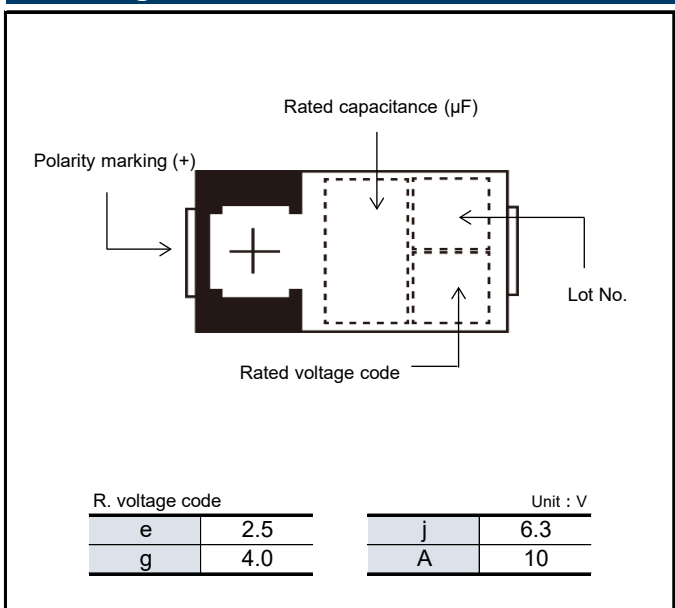 Rated capacitance (µF)
Polarity marking (+)
Lot No.
Rated voltage code
R. voltage code
Unit : V
e 2.5 j 6.3
g 4.0 A 10